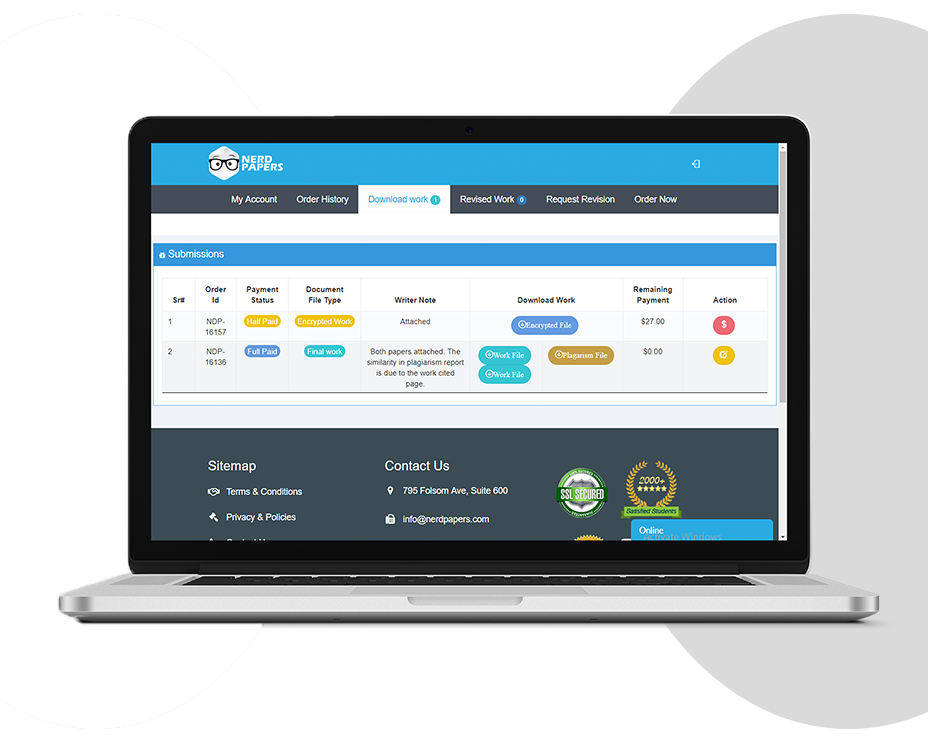 NERD
PAPERS
My Account Order History Download work 1 Revised Work 0 Request Revision Order Now
Submissions
Sr# Order Id Payment Status Document File Type Writer Note Download Work Remaining Payment Action
1 NDP-16157 Half Paid Encrypted Work Attached Encrypted File $27.00 $
2 NDP-16136 Full Paid Final work Both papers attached. The
similarity in plagiarism report
is due to the work cited
page.
Work File Plagarism File $0.00
Work File
Sitemap Contact Us
Terms & Conditions 795 Folsom Ave, Suite 600
Privacy & Policies info@nerdpapers.com
SSL SECURED
2000+
Satisfied Students
Online
Activate Windows